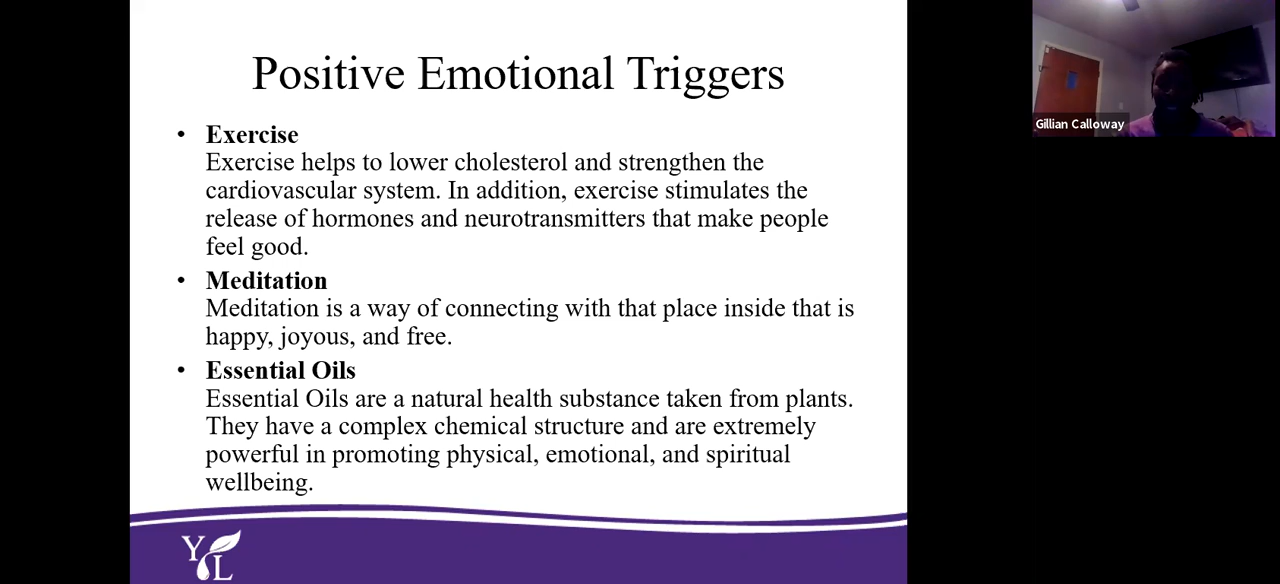 Positive Emotional Triggers
• Exercise
Exercise helps to lower cholesterol and strengthen the
cardiovascular system. In addition, exercise stimulates the
release of hormones and neurotransmitters that make people
feel good.
• Meditation
Meditation is a way of connecting with that place inside that is
happy, joyous, and free.
• Essential Oils
Essential Oils are a natural health substance taken from plants.
They have a complex chemical structure and are extremely
powerful in promoting physical, emotional, and spiritual
wellbeing.
YL
Gillian Calloway